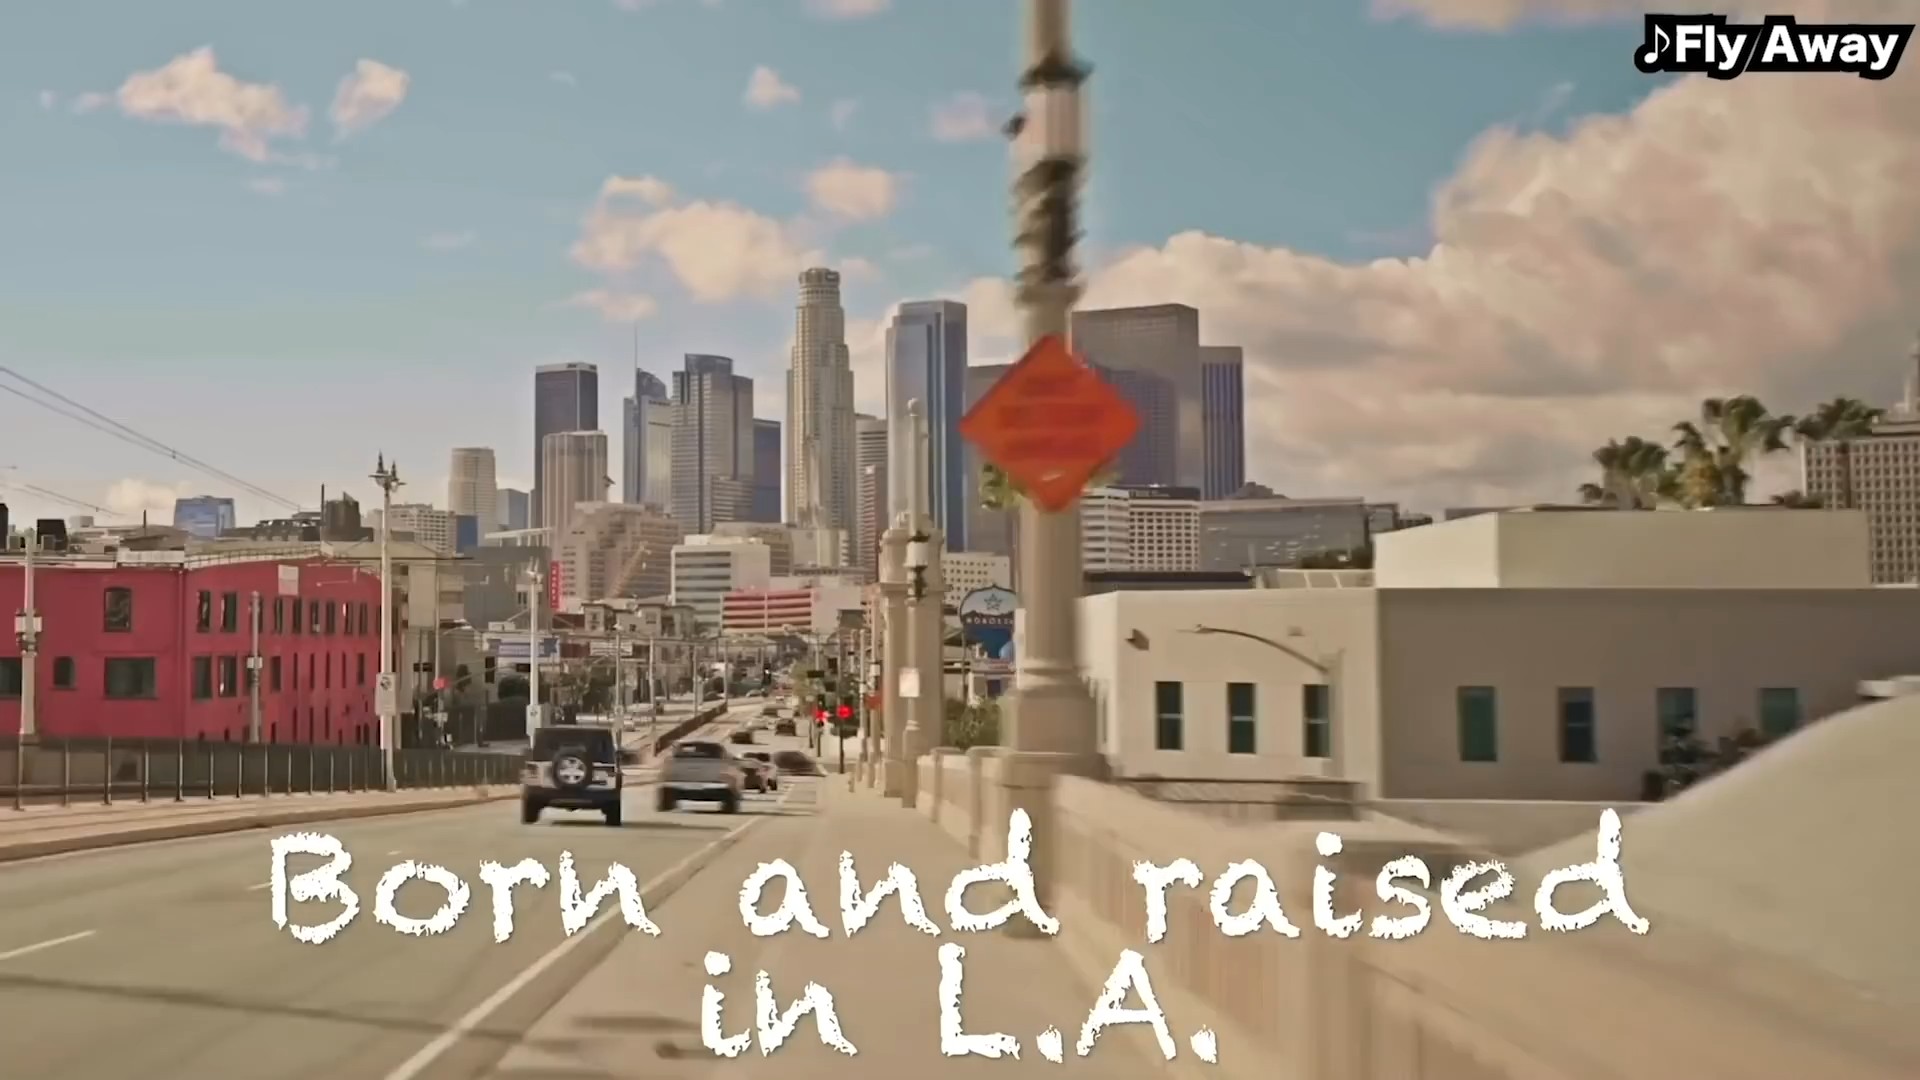 ♪Fly Away
Born and raised
in L.A.